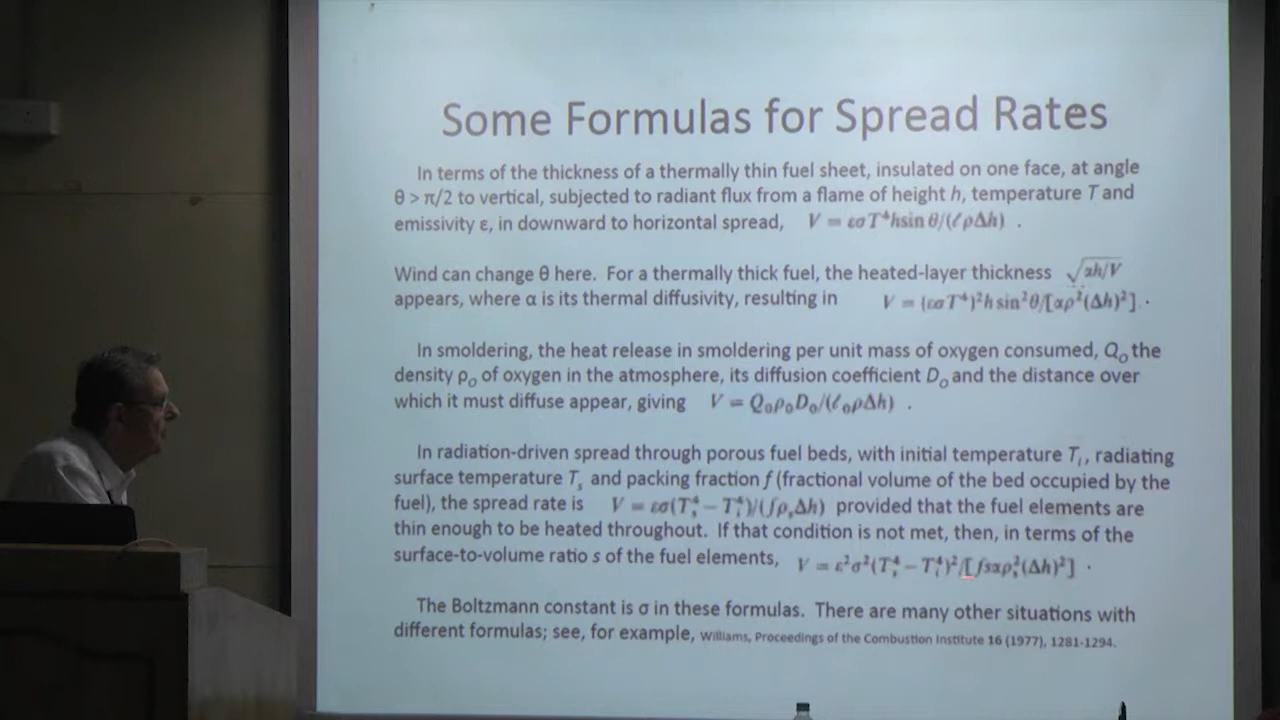 Some Formulas for Spread Rates
In terms of the thickness of a thermally thin fuel sheet, insulated on one face, at angle
θ > π/2 to vertical, subjected to radiant flux from a flame of height h, temperature T and
emissivity ε, in downward to horizontal spread, V = εσT⁴hsin θ/(ℓρΔh) .
Wind can change θ here. For a thermally thick fuel, the heated-layer thickness √αh/V
appears, where α is its thermal diffusivity, resulting in V = (εσT⁴)²h sin²θ/[αρ²(Δh)²] .
In smoldering, the heat release in smoldering per unit mass of oxygen consumed, Qₒ the
density ρₒ of oxygen in the atmosphere, its diffusion coefficient Dₒ and the distance over
which it must diffuse appear, giving V = Q₀ρ₀D₀/(ℓ₀ρΔh) .
In radiation-driven spread through porous fuel beds, with initial temperature Tᵢ, radiating
surface temperature Tₛ and packing fraction f (fractional volume of the bed occupied by the
fuel), the spread rate is V = εσ(Tₛ⁴ − Tᵢ⁴)/(fρₛΔh) provided that the fuel elements are
thin enough to be heated throughout. If that condition is not met, then, in terms of the
surface-to-volume ratio s of the fuel elements, V = ε²σ²(Tₛ⁴ − Tᵢ⁴)²/[fsαρₛ²(Δh)²] .
The Boltzmann constant is σ in these formulas. There are many other situations with
different formulas; see, for example, Williams, Proceedings of the Combustion Institute 16 (1977), 1281-1294.